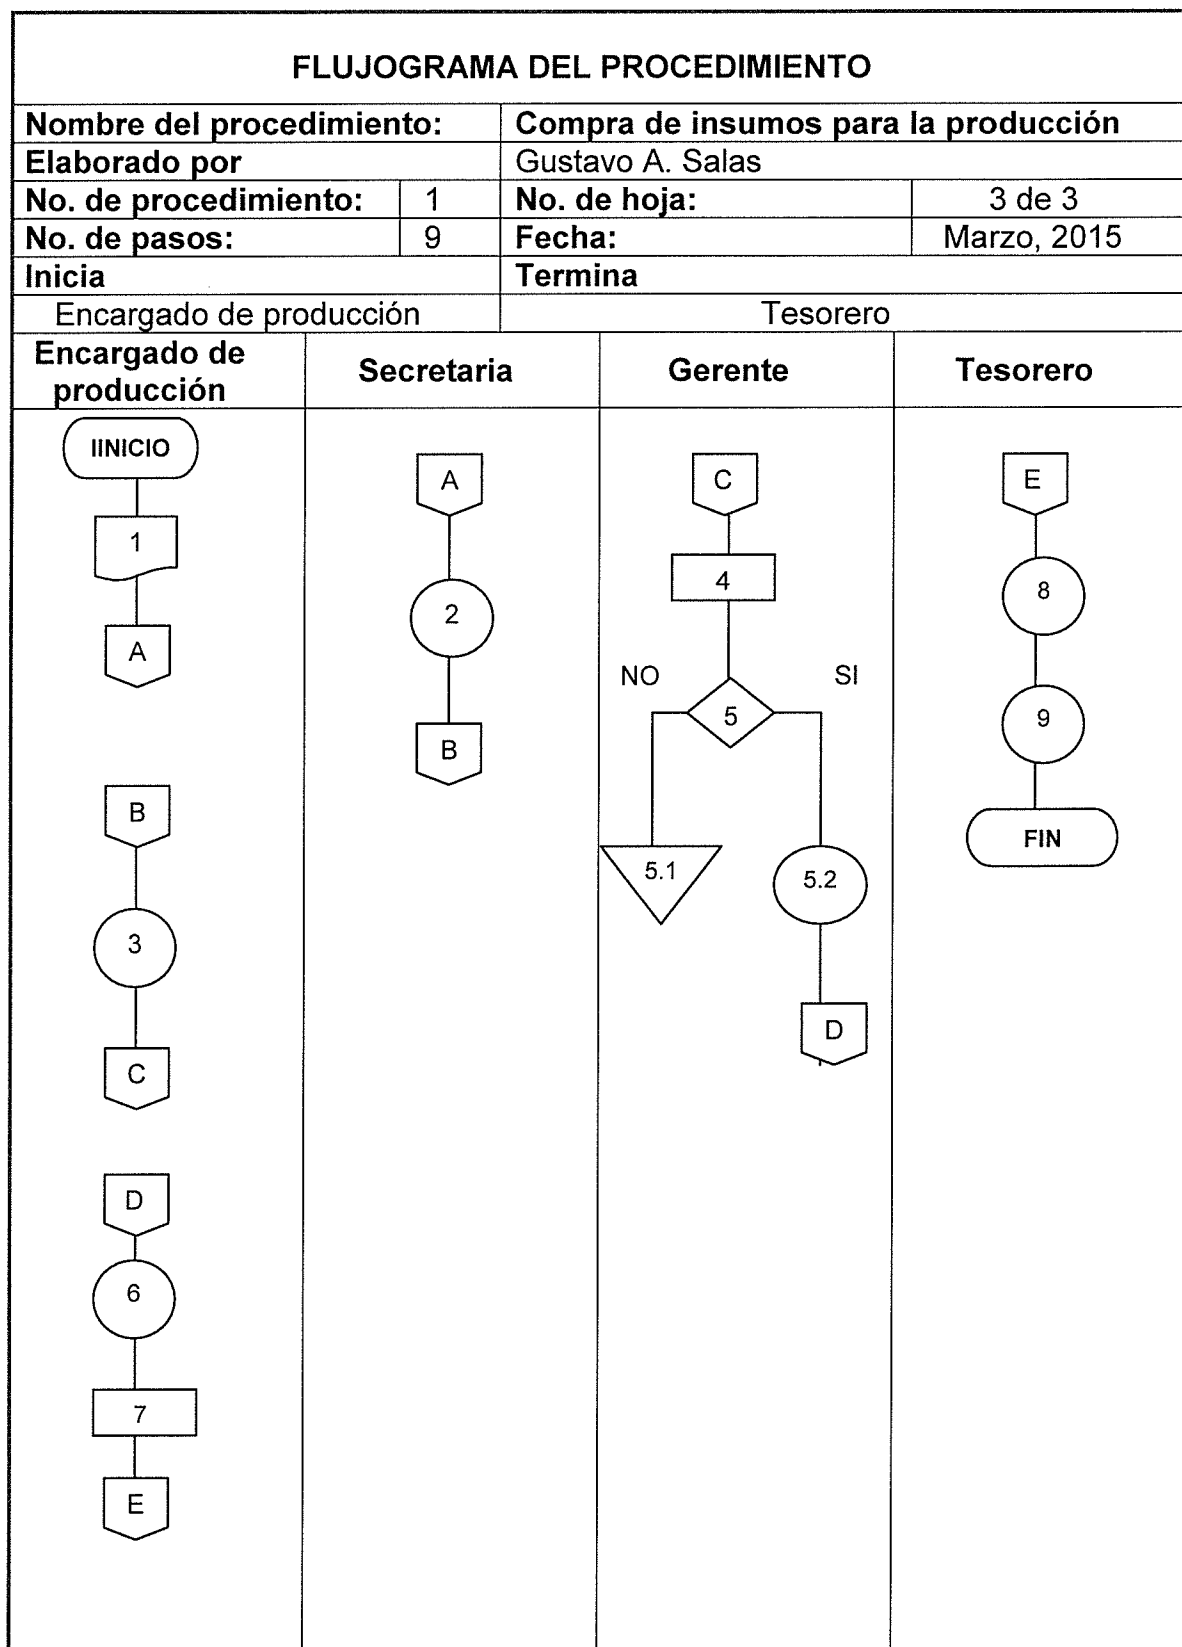 FLUJOGRAMA DEL PROCEDIMIENTO
Nombre del procedimiento: Compra de insumos para la producción
Elaborado por Gustavo A. Salas
No. de procedimiento: 1 No. de hoja: 3 de 3
No. de pasos: 9 Fecha: Marzo, 2015
Inicia Termina
Encargado de producción Tesorero
Encargado de
producción
Secretaria
Gerente
Tesorero
IINICIO
1
A
B
3
C
D
6
7
E
A
2
B
C
4
NO
SI
5
5.1
5.2
D
E
8
9
FIN